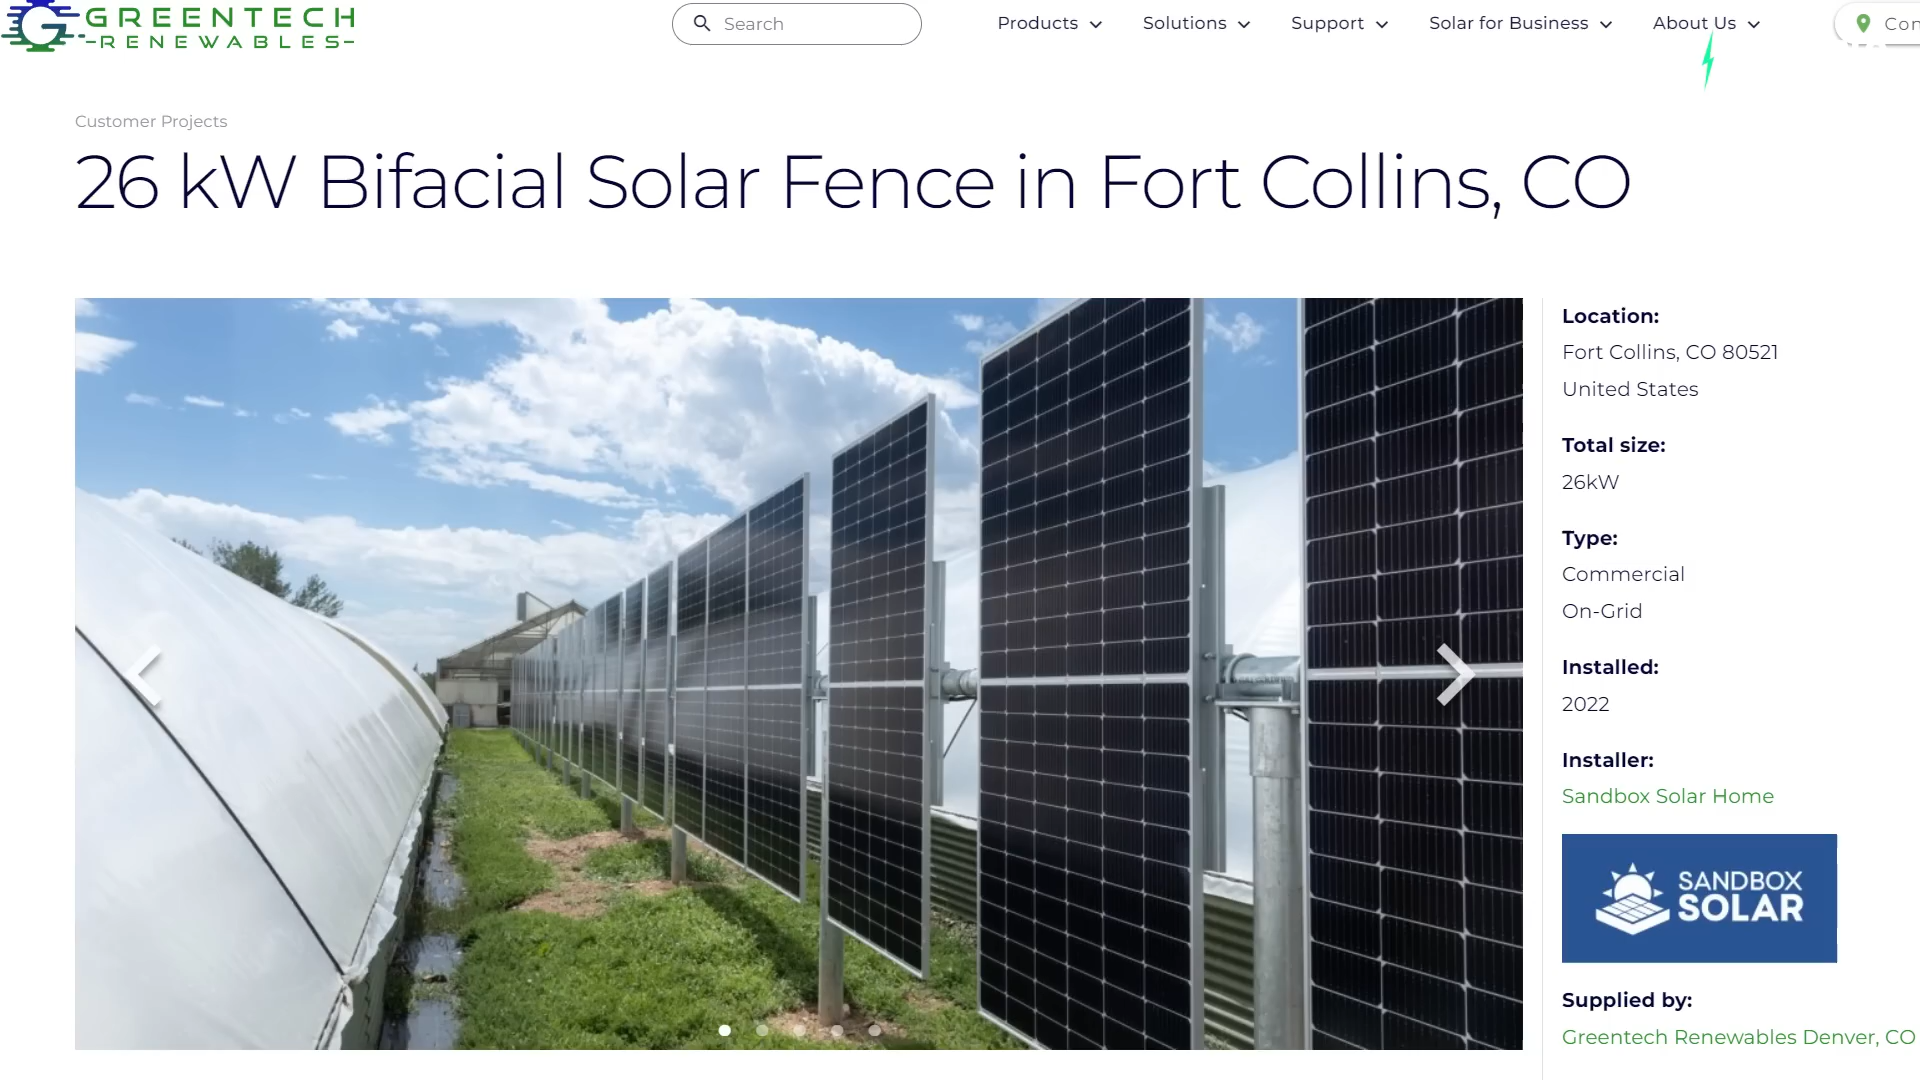 GREENTECH
RENEWABLES
Search
Products
Solutions
Support
Solar for Business
About Us
Customer Projects
26 kW Bifacial Solar Fence in Fort Collins, CO
Location:
Fort Collins, CO 80521
United States
Total size:
26kW
Type:
Commercial
On-Grid
Installed:
2022
Installer:
Sandbox Solar Home
SANDBOX
SOLAR
Supplied by:
Greentech Renewables Denver, CO